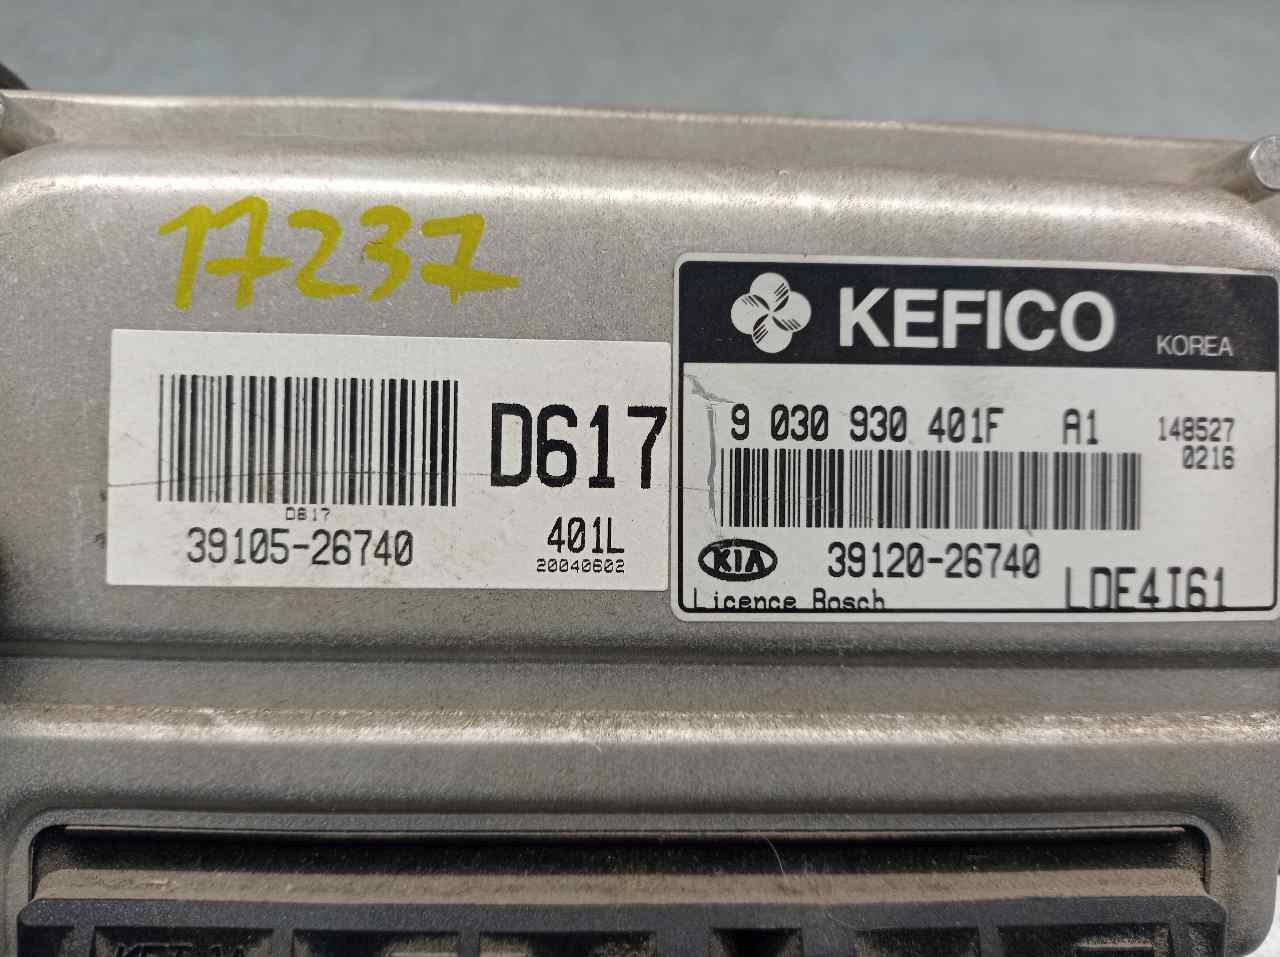 17237
D617
D617
39105-26740
401L
20040602
KEFICO
KOREA
9 030 930 401F A1
148527
0216
KIA
39120-26740
Licence Bosch
LDE4I61